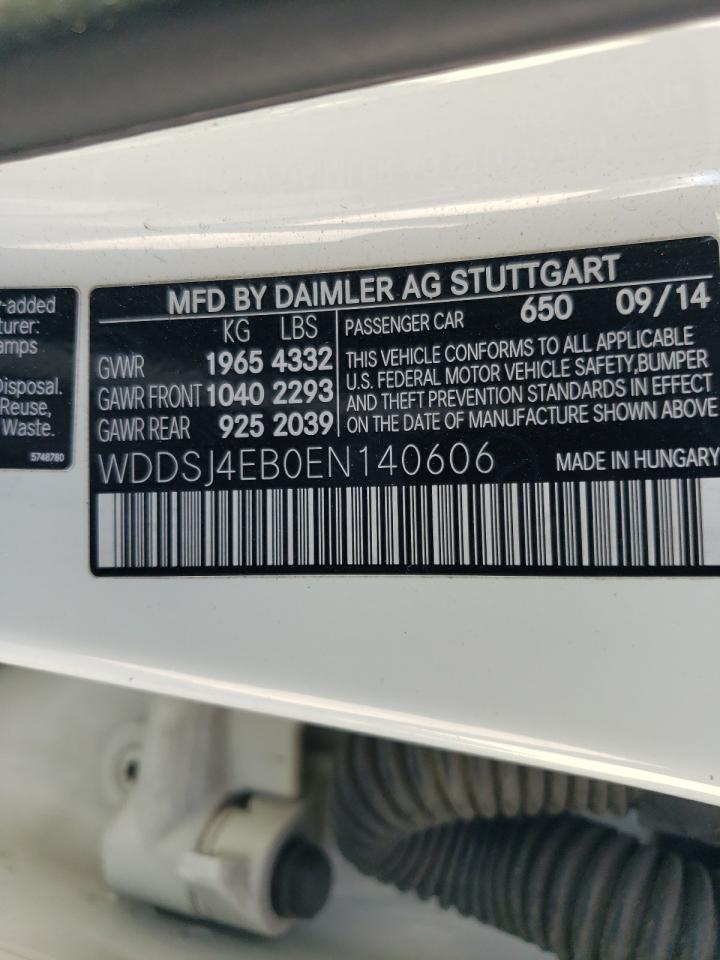 y-added
turer:
amps
Disposal.
Reuse,
Waste.
5748780
MFD BY DAIMLER AG STUTTGART
KG LBS
GVWR 1965 4332
GAWR FRONT 1040 2293
GAWR REAR 925 2039
PASSENGER CAR 650 09/14
THIS VEHICLE CONFORMS TO ALL APPLICABLE
U.S. FEDERAL MOTOR VEHICLE SAFETY,BUMPER
AND THEFT PREVENTION STANDARDS IN EFFECT
ON THE DATE OF MANUFACTURE SHOWN ABOVE
WDDSJ4EB0EN140606 MADE IN HUNGARY